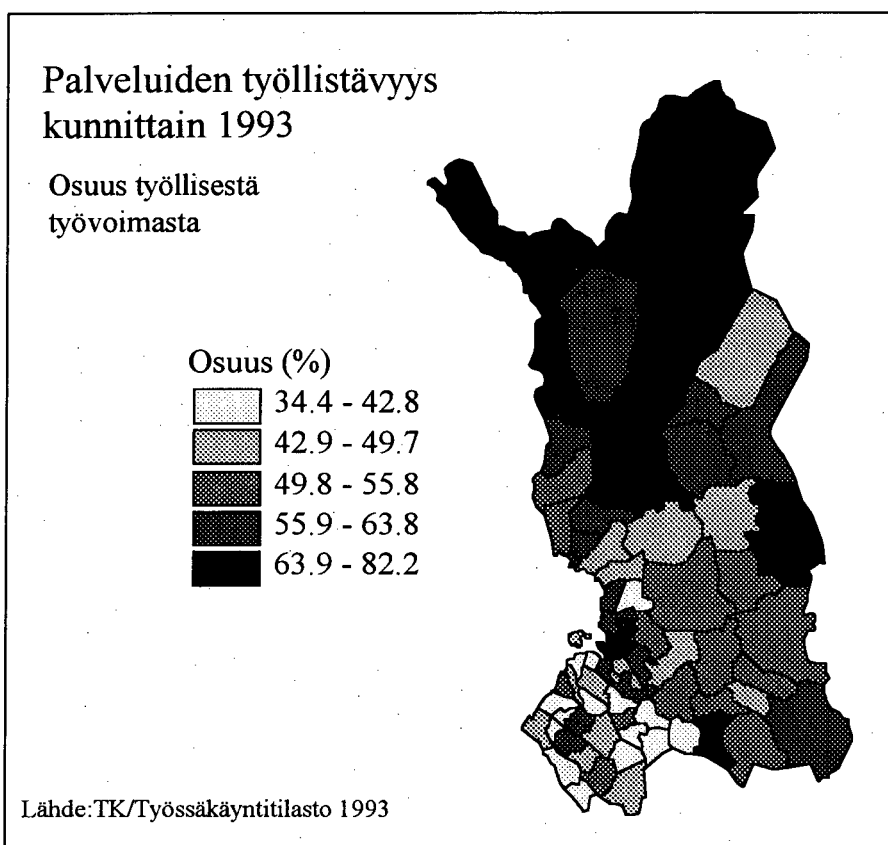 Palveluiden työllistävyys
kunnittain 1993
Osuus työllisestä
työvoimasta
Osuus (%)
34.4 - 42.8
42.9 - 49.7
49.8 - 55.8
55.9 - 63.8
63.9 - 82.2
Lähde:TK/Työssäkäyntitilasto 1993